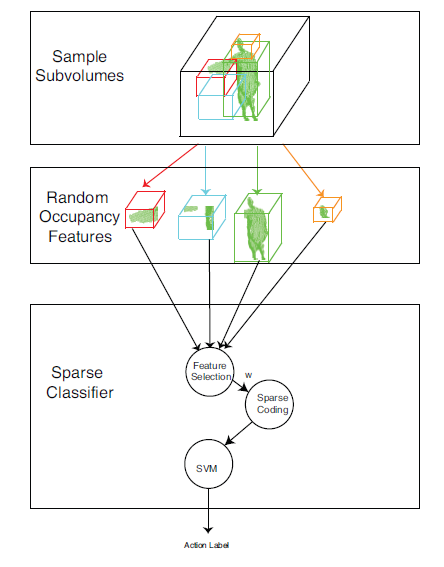 Sample
Subvolumes
Random
Occupancy
Features
Sparse
Classifier
Feature
Selection
w
Sparse
Coding
SVM
Action Label